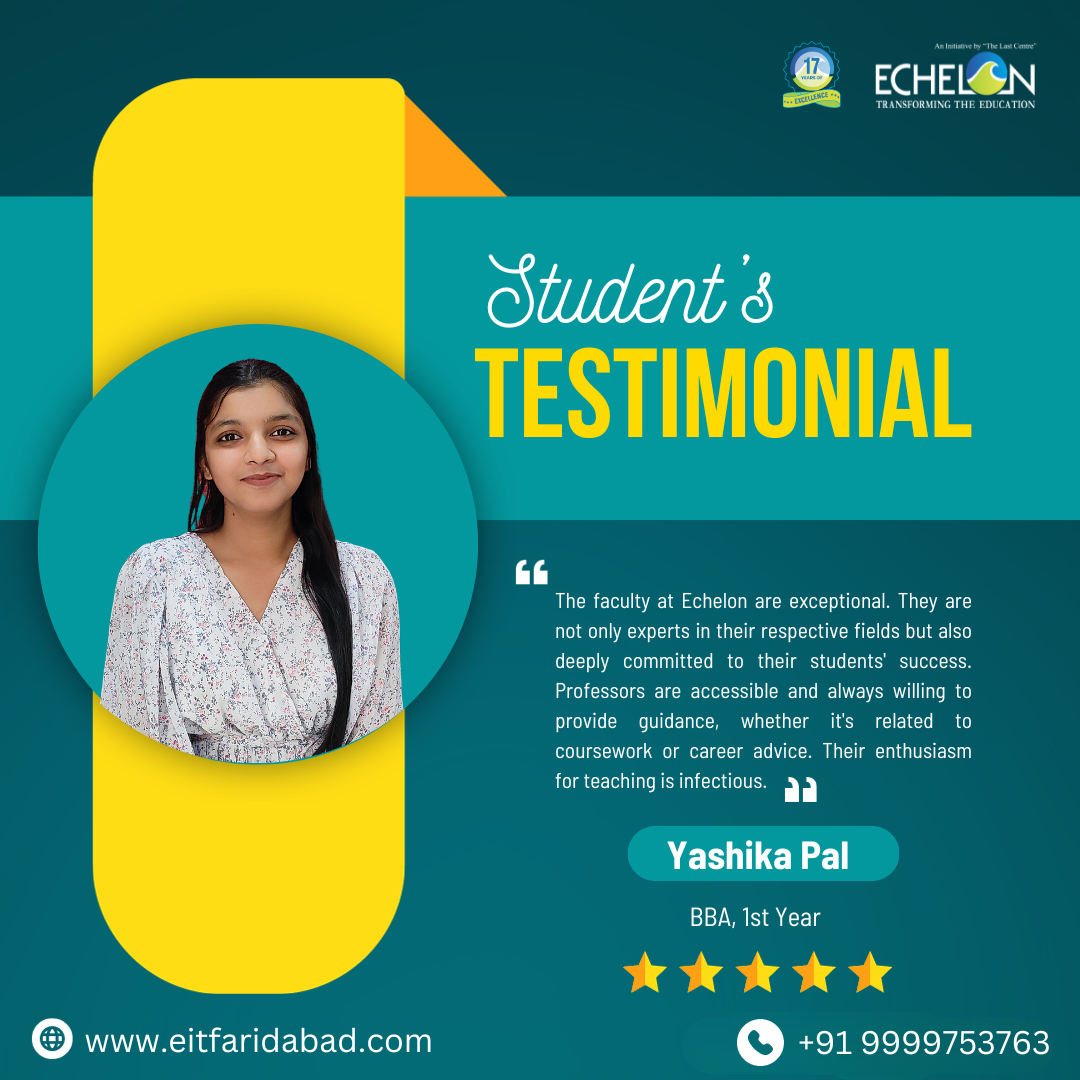 An Initiative by "The Last Centre"
17
YEARS OF
EXCELLENCE
ECHELON
TRANSFORMING THE EDUCATION
Student's
TESTIMONIAL
The faculty at Echelon are exceptional. They are
not only experts in their respective fields but also
deeply committed to their students' success.
Professors are accessible and always willing to
provide guidance, whether it's related to
coursework or career advice. Their enthusiasm
for teaching is infectious.
Yashika Pal
BBA, 1st Year
www.eitfaridabad.com
+91 9999753763